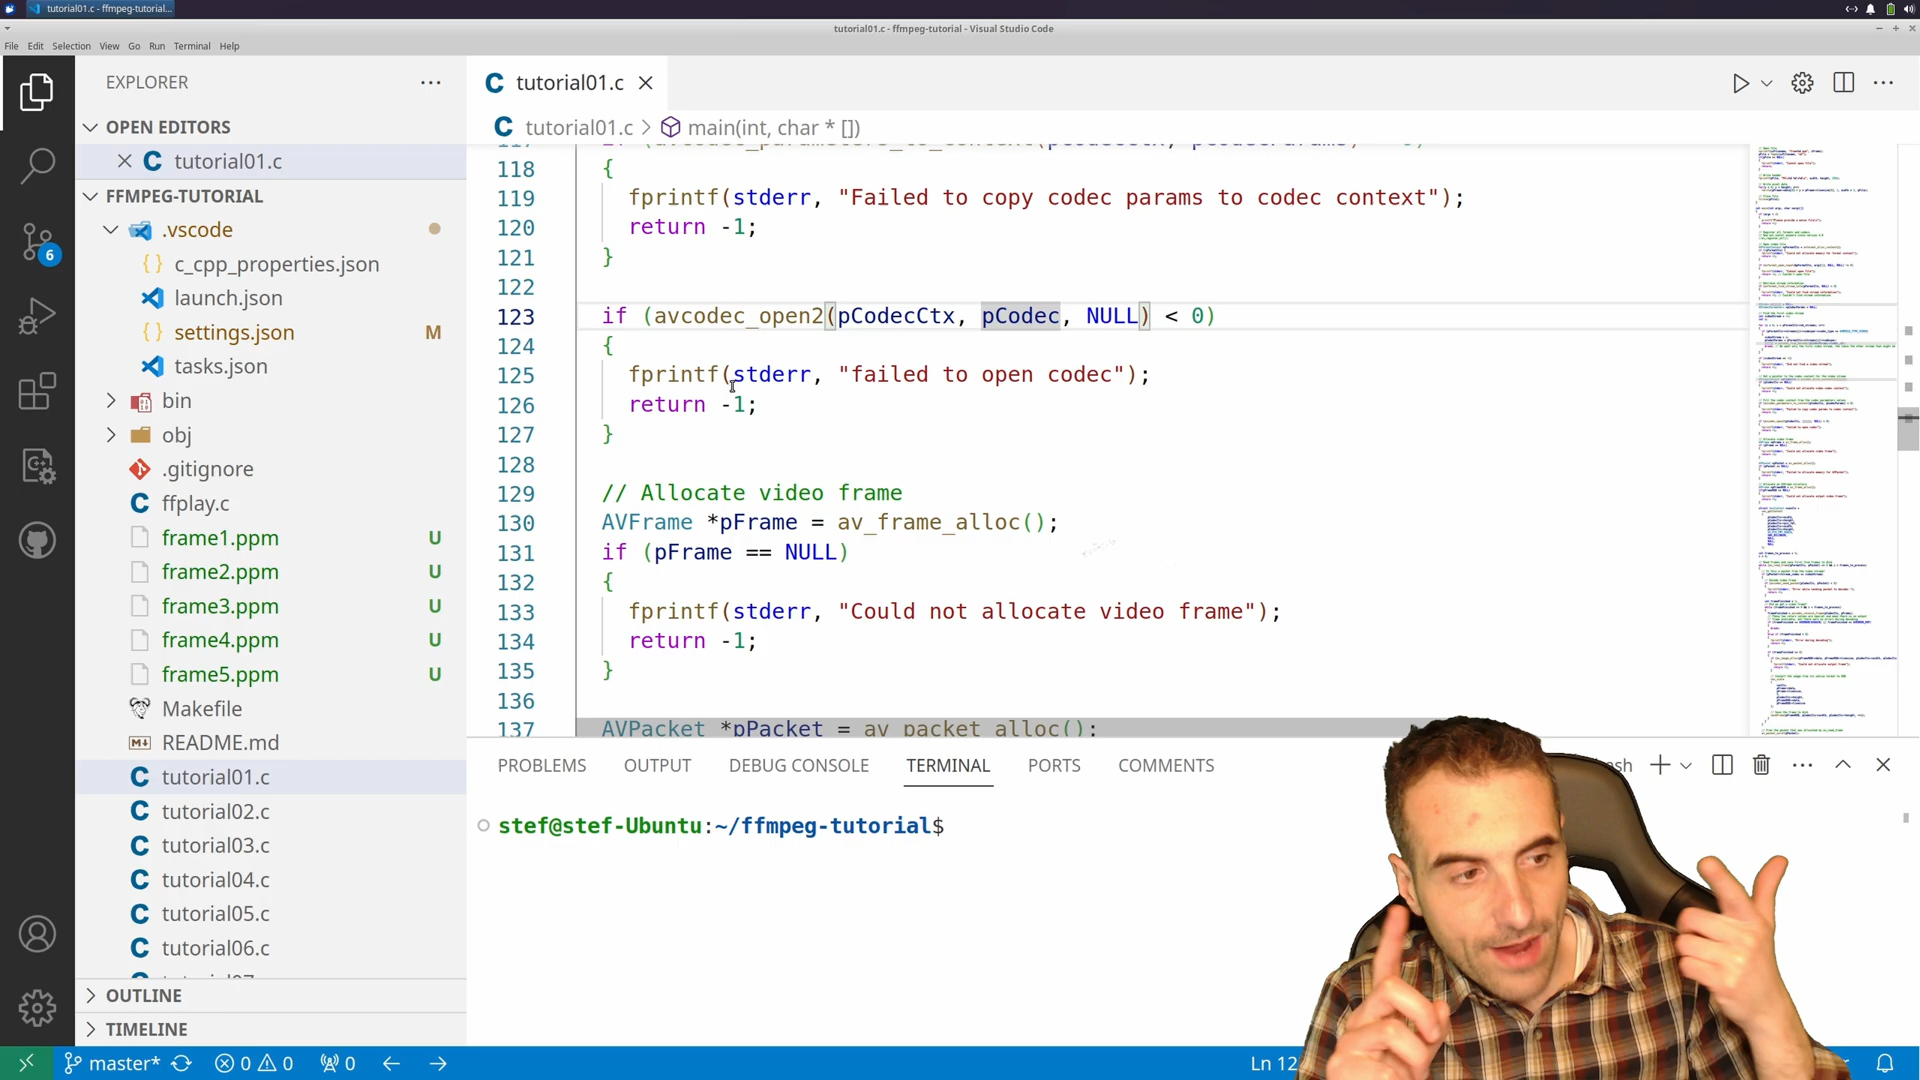 tutorial01.c - ffmpeg-tutorial...
tutorial01.c - ffmpeg-tutorial - Visual Studio Code
File Edit Selection View Go Run Terminal Help
EXPLORER
OPEN EDITORS
tutorial01.c
FFMPEG-TUTORIAL
.vscode
c_cpp_properties.json
launch.json
settings.json M
tasks.json
bin
obj
.gitignore
ffplay.c
frame1.ppm U
frame2.ppm U
frame3.ppm U
frame4.ppm U
frame5.ppm U
Makefile
README.md
tutorial01.c
tutorial02.c
tutorial03.c
tutorial04.c
tutorial05.c
tutorial06.c
OUTLINE
TIMELINE
6
tutorial01.c
tutorial01.c > main(int, char * [])
118 {
119 fprintf(stderr, "Failed to copy codec params to codec context");
120 return -1;
121 }
122
123 if (avcodec_open2(pCodecCtx, pCodec, NULL) < 0)
124 {
125 fprintf(stderr, "failed to open codec");
126 return -1;
127 }
128
129 // Allocate video frame
130 AVFrame *pFrame = av_frame_alloc();
131 if (pFrame == NULL)
132 {
133 fprintf(stderr, "Could not allocate video frame");
134 return -1;
135 }
136
137 AVPacket *pPacket = av_packet_alloc();
PROBLEMS OUTPUT DEBUG CONSOLE TERMINAL PORTS COMMENTS
stef@stef-Ubuntu:~/ffmpeg-tutorial$
master* 0 0 0 Ln 12